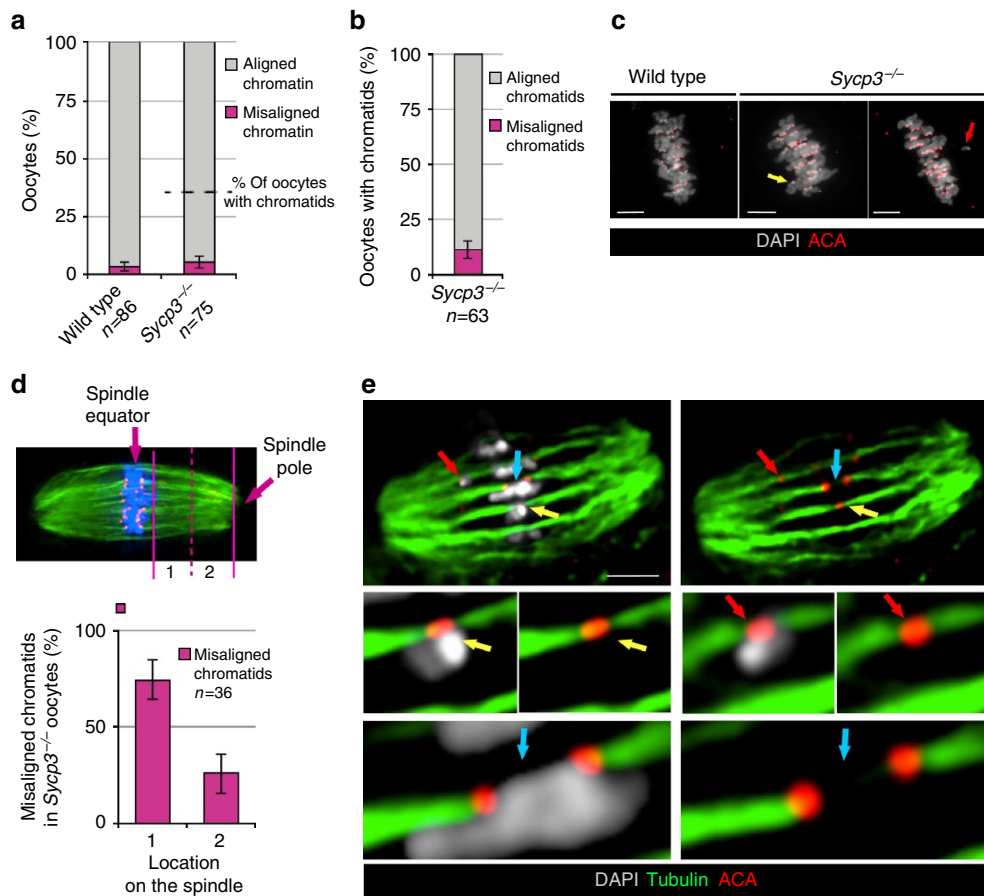 a
100
75
50
25
0
Oocytes (%)
Aligned
chromatin
Misaligned
chromatin
% Of oocytes
with chromatids
Wild type
n=86
Sycp3–/–
n=75
b
100
75
50
25
0
Oocytes with chromatids (%)
Aligned
chromatids
Misaligned
chromatids
Sycp3–/–
n=63
c
Wild type
Sycp3–/–
DAPI ACA
d
Spindle
equator
Spindle
pole
1 2
100
50
0
Misaligned chromatids
in Sycp3–/– oocytes (%)
Misaligned
chromatids
n=36
1 2
Location
on the spindle
e
DAPI Tubulin ACA